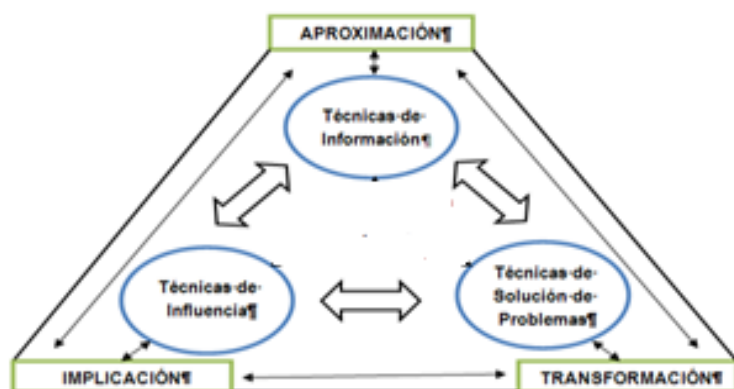 APROXIMACIÓN¶
Técnicas·de·
Información¶
Técnicas·de·
Influencia¶
Técnicas·de·
Solución·de·
Problemas¶
IMPLICACIÓN¶
TRANSFORMACIÓN¶